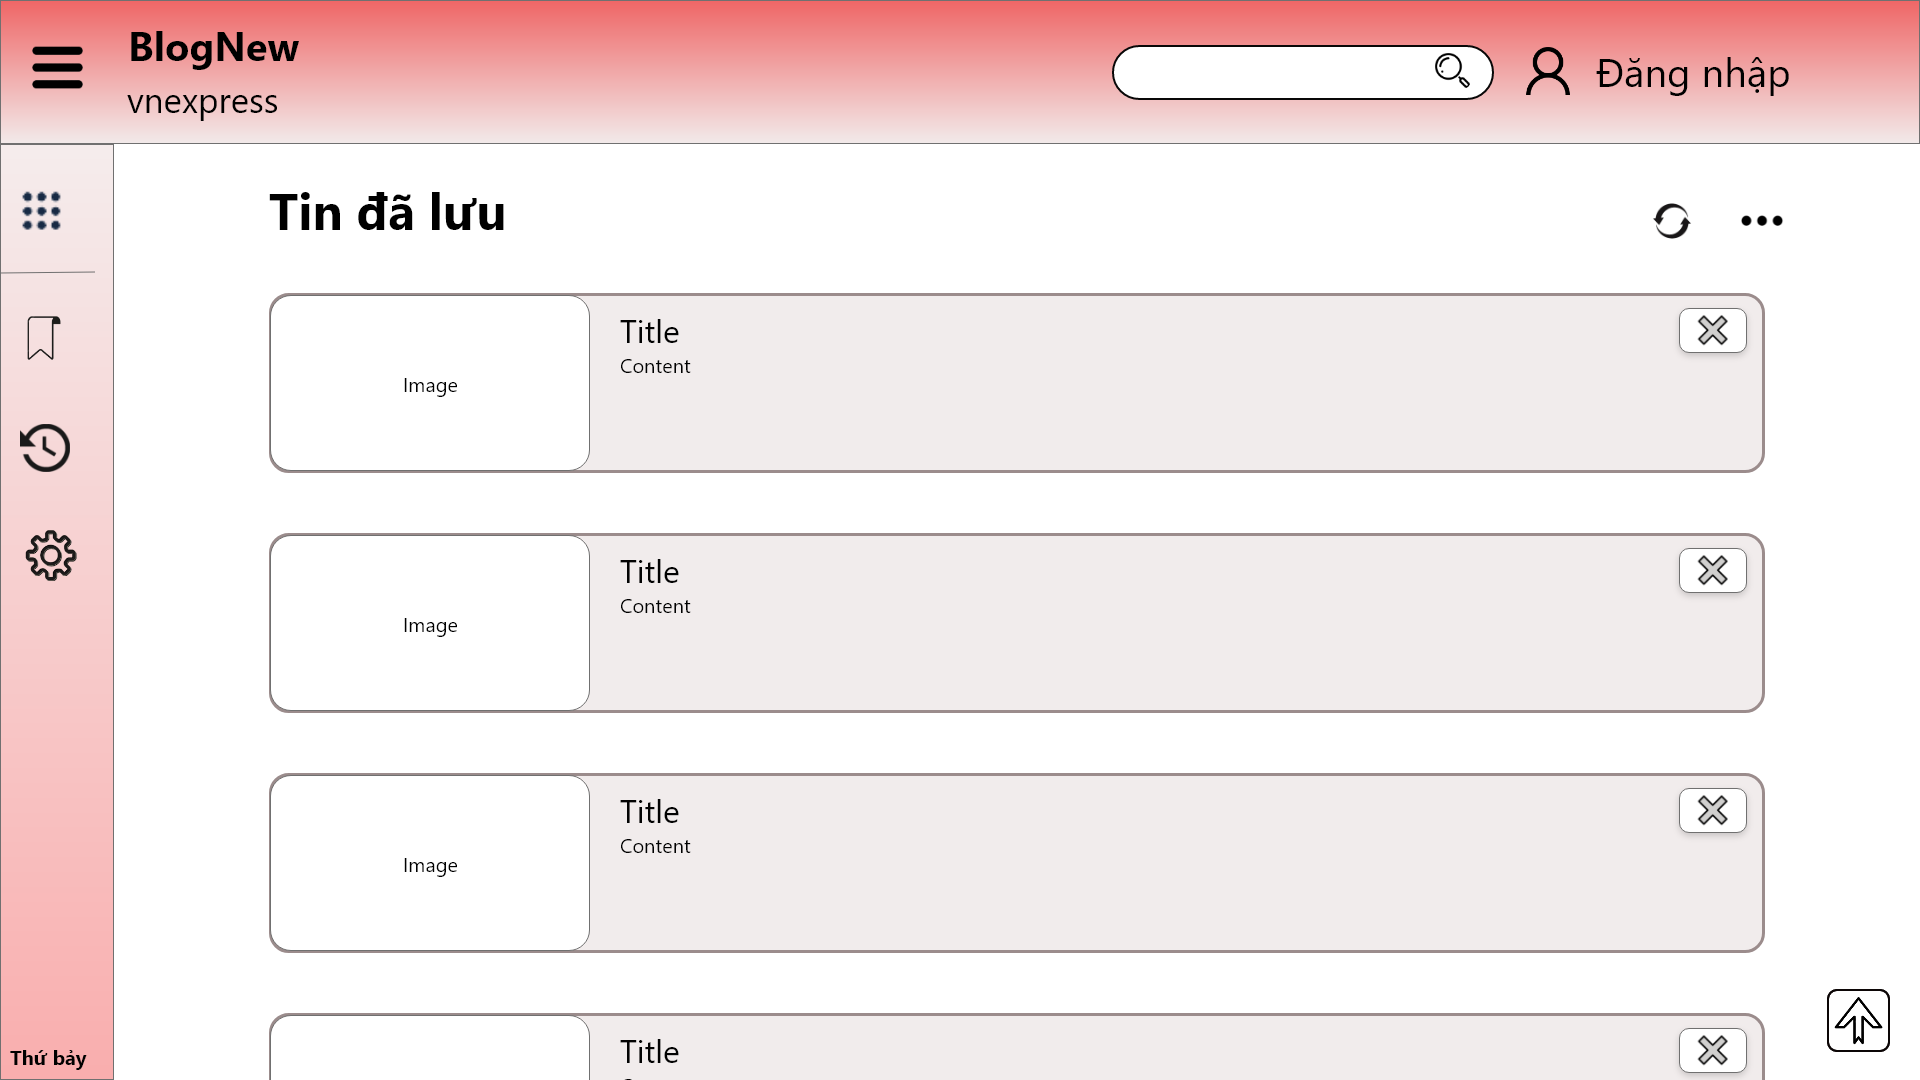 BlogNew
vnexpress
Đăng nhập
Tin đã lưu
Image
Title
Content
Image
Title
Content
Image
Title
Content
Title
Thứ bảy